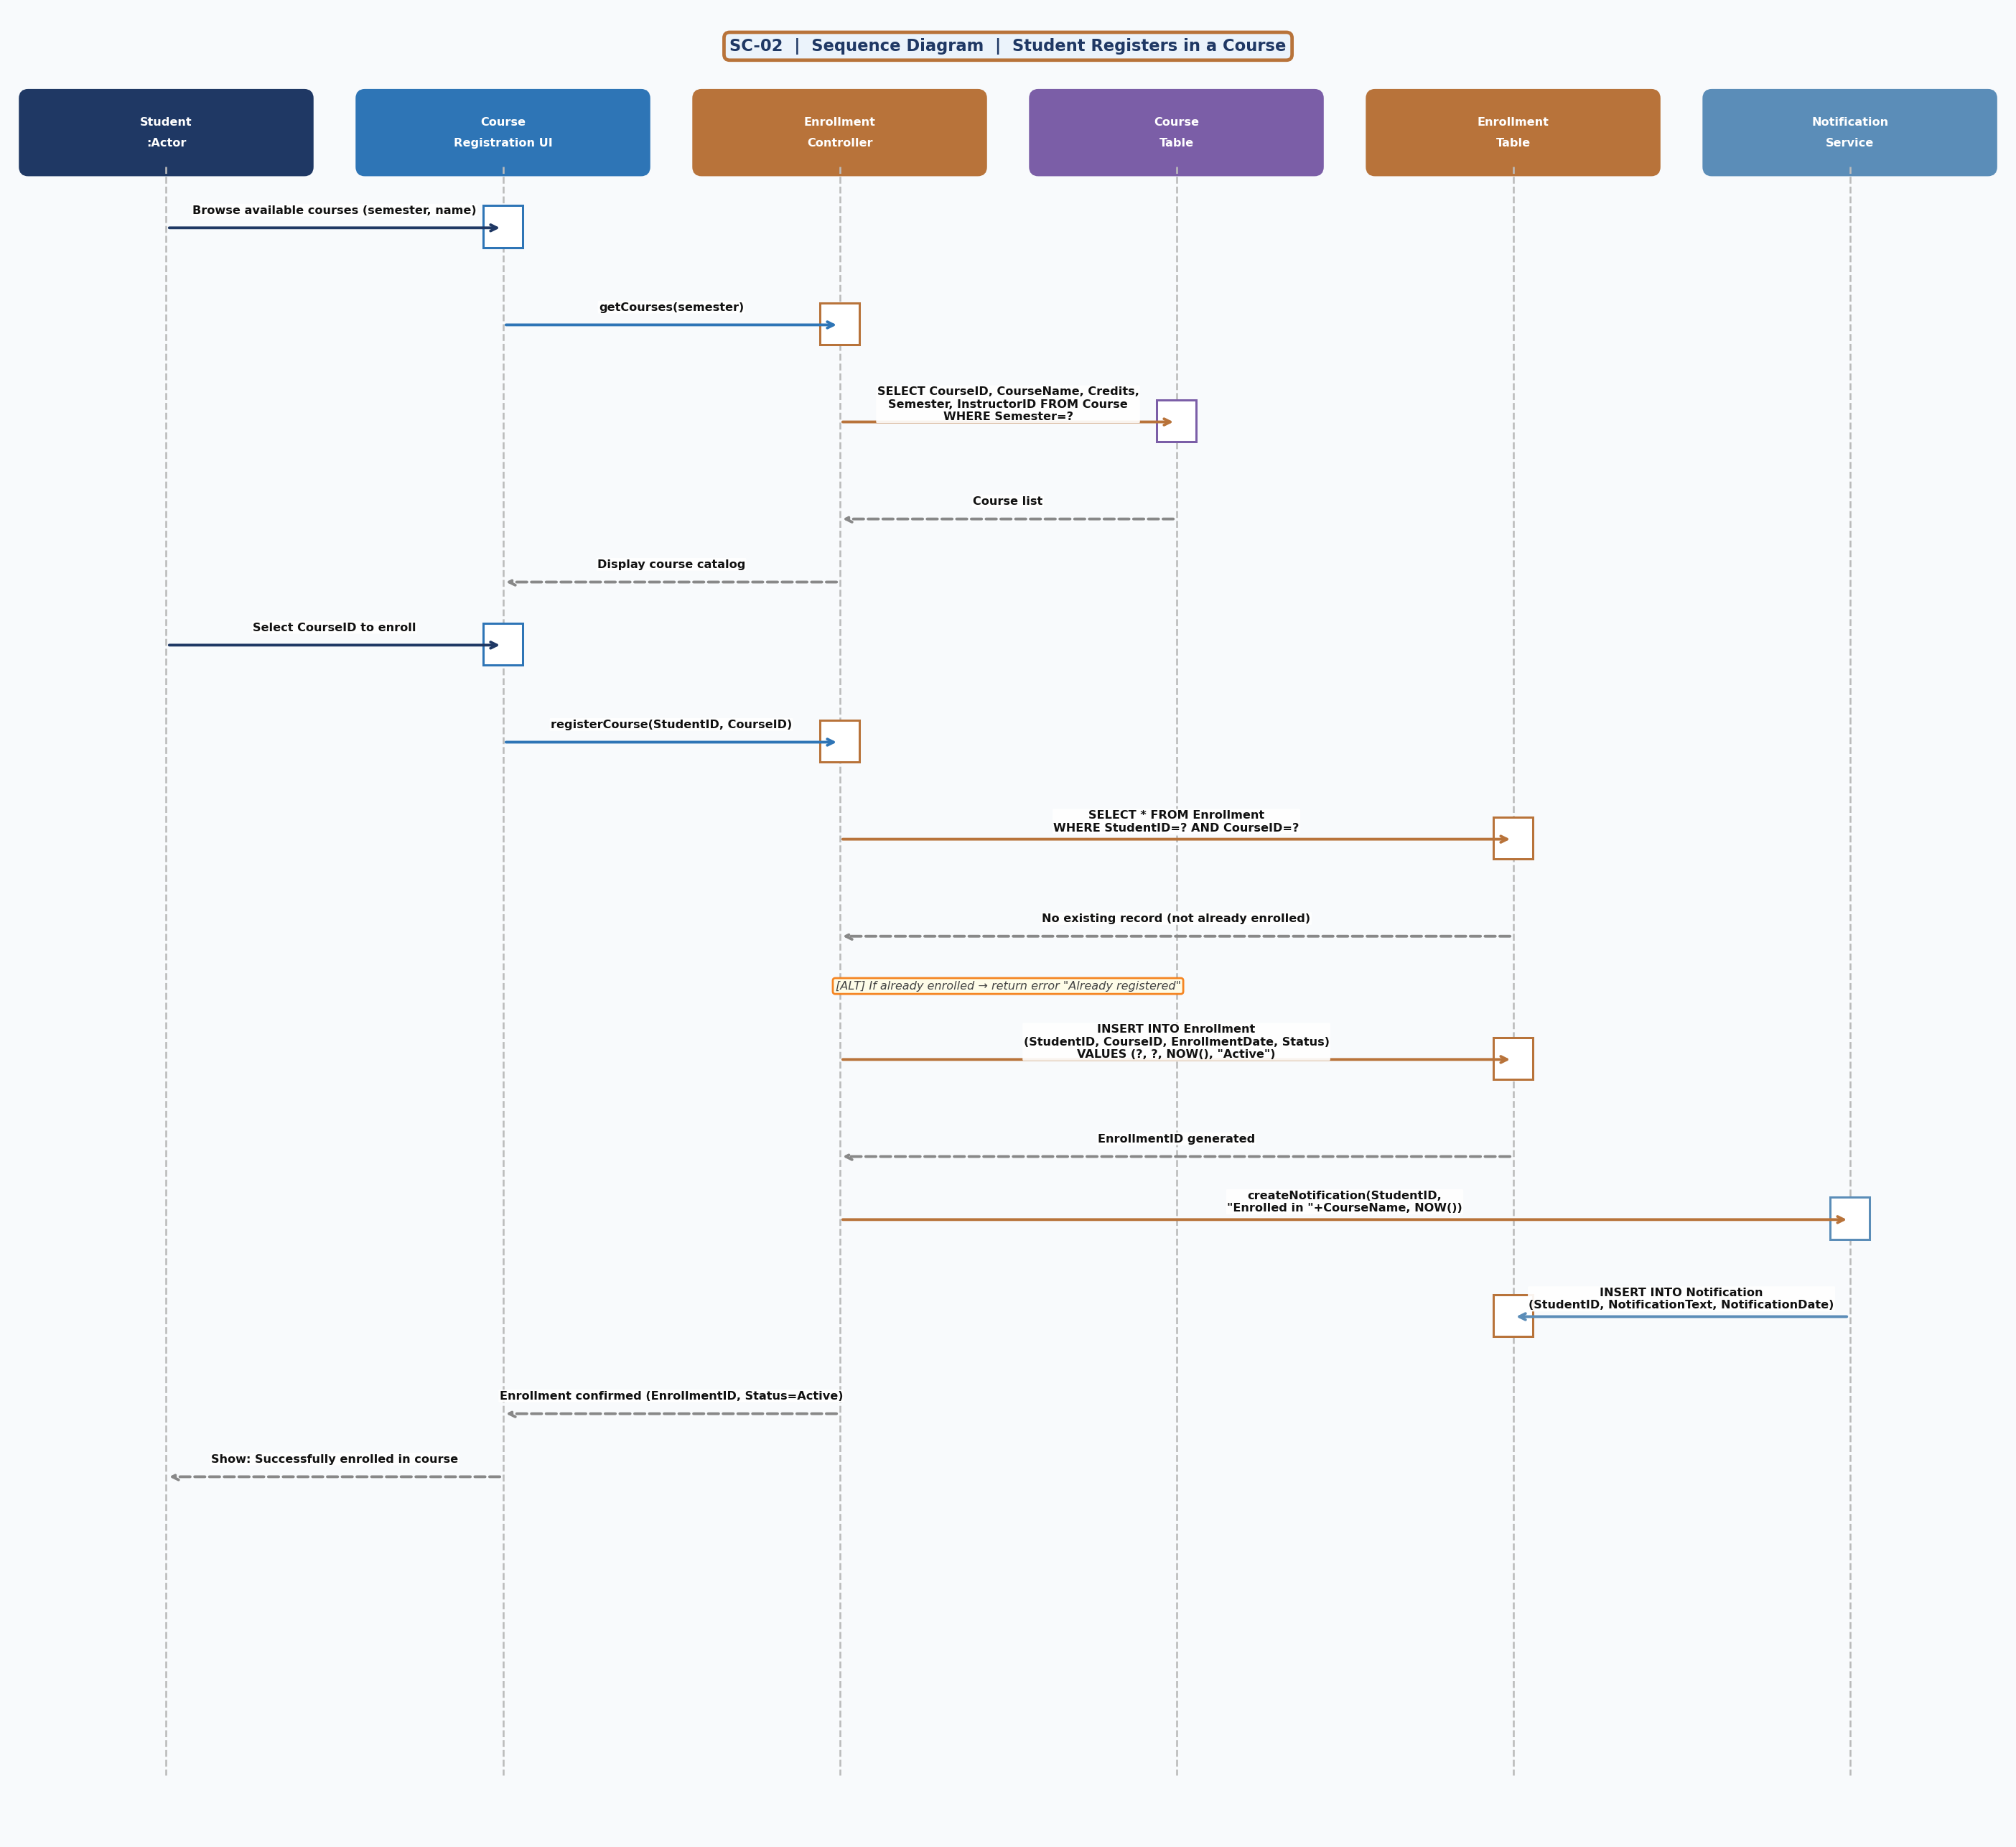 SC-02 | Sequence Diagram | Student Registers in a Course
Student
:Actor
Course
Registration UI
Enrollment
Controller
Course
Table
Enrollment
Table
Notification
Service
Browse available courses (semester, name)
getCourses(semester)
SELECT CourseID, CourseName, Credits,
Semester, InstructorID FROM Course
WHERE Semester=?
Course list
Display course catalog
Select CourseID to enroll
registerCourse(StudentID, CourseID)
SELECT * FROM Enrollment
WHERE StudentID=? AND CourseID=?
No existing record (not already enrolled)
[ALT] If already enrolled → return error "Already registered"
INSERT INTO Enrollment
(StudentID, CourseID, EnrollmentDate, Status)
VALUES (?, ?, NOW(), "Active")
EnrollmentID generated
createNotification(StudentID,
"Enrolled in "+CourseName, NOW())
INSERT INTO Notification
(StudentID, NotificationText, NotificationDate)
Enrollment confirmed (EnrollmentID, Status=Active)
Show: Successfully enrolled in course